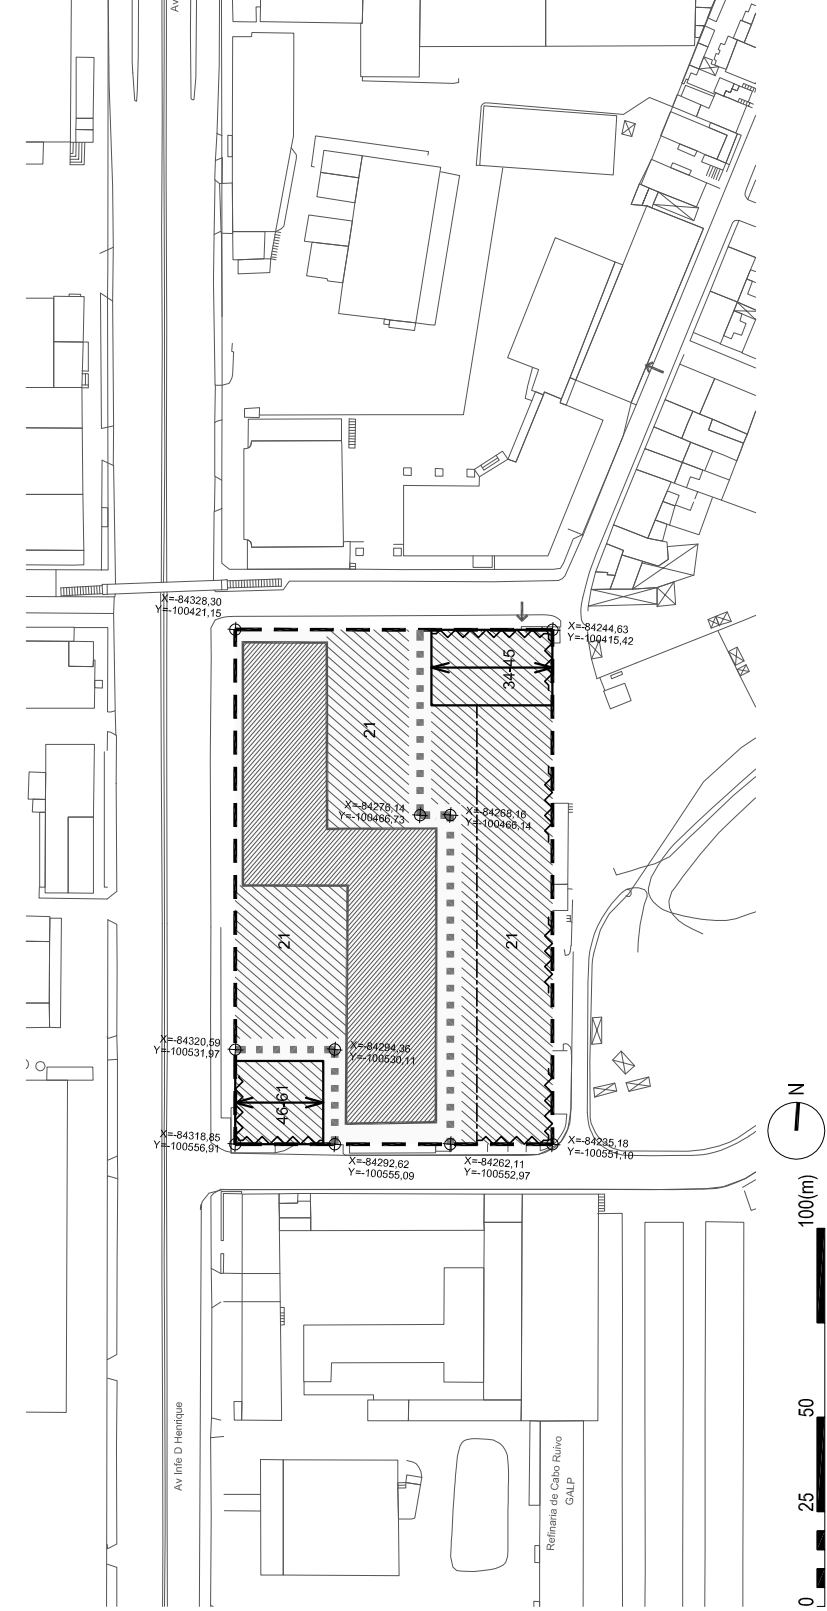 Av
X=-84328,30
Y=-100421,15
X=-84244,63
Y=-100415,42
34-45
21
X=-84276,14
Y=-100466,73
X=-84268,16
Y=-100466,14
21
21
X=-84320,59
Y=-100531,97
X=-84294,36
Y=-100530,11
46-61
X=-84318,85
Y=-100556,91
X=-84235,18
Y=-100551,10
X=-84292,62
Y=-100555,09
X=-84262,11
Y=-100552,97
N
100(m)
50
25
0
Av Infe D Henrique
Refinaria de Cabo Ruivo
GALP